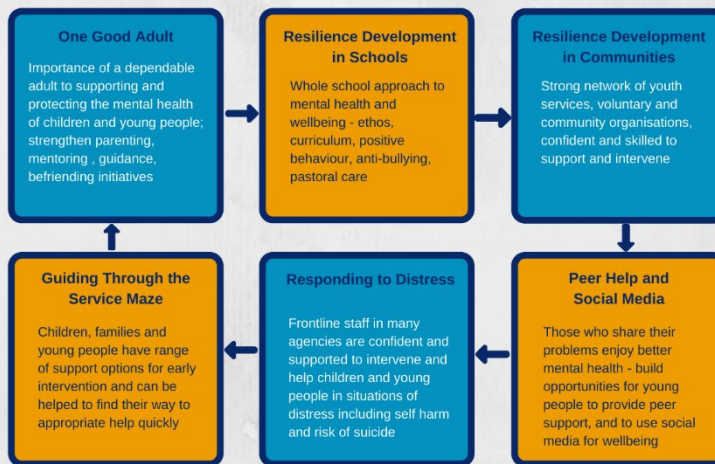 One Good Adult
Importance of a dependable
adult to supporting and
protecting the mental health
of children and young people;
strengthen parenting,
mentoring , guidance,
befriending initiatives
Resilience Development
in Schools
Whole school approach to
mental health and
wellbeing - ethos,
curriculum, positive
behaviour, anti-bullying,
pastoral care
Resilience Development
in Communities
Strong network of youth
services, voluntary and
community organisations,
confident and skilled to
support and intervene
Peer Help and
Social Media
Those who share their
problems enjoy better
mental health - build
opportunities for young
people to provide peer
support, and to use social
media for wellbeing
Responding to Distress
Frontline staff in many
agencies are confident and
supported to intervene and
help children and young
people in situations of
distress including self harm
and risk of suicide
Guiding Through the
Service Maze
Children, families and
young people have range
of support options for early
intervention and can be
helped to find their way to
appropriate help quickly